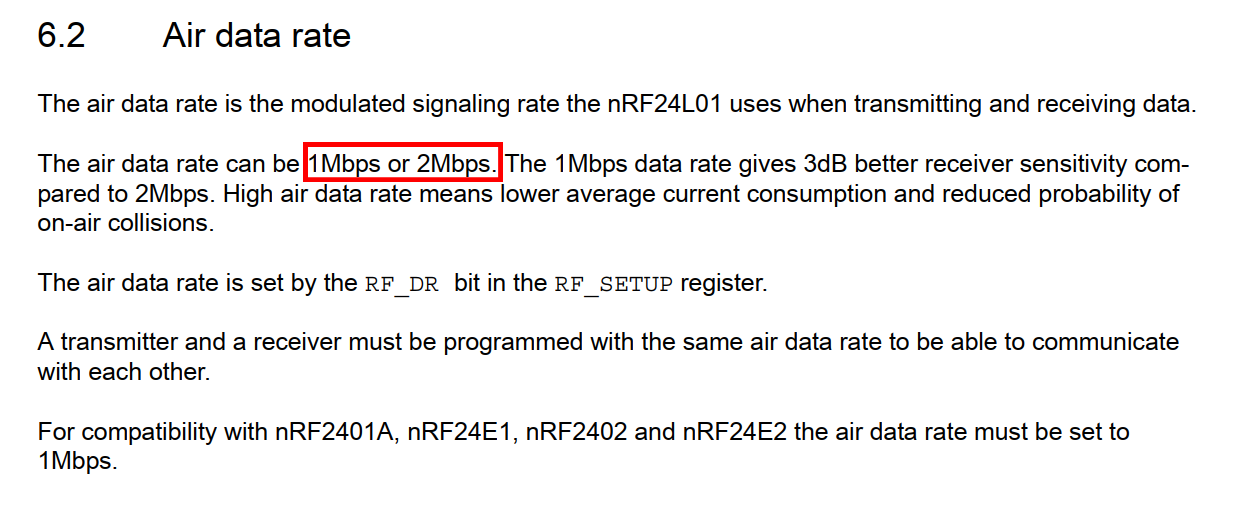 6.2 Air data rate
The air data rate is the modulated signaling rate the nRF24L01 uses when transmitting and receiving data.
The air data rate can be 1Mbps or 2Mbps. The 1Mbps data rate gives 3dB better receiver sensitivity com-
pared to 2Mbps. High air data rate means lower average current consumption and reduced probability of
on-air collisions.
The air data rate is set by the RF_DR bit in the RF_SETUP register.
A transmitter and a receiver must be programmed with the same air data rate to be able to communicate
with each other.
For compatibility with nRF2401A, nRF24E1, nRF2402 and nRF24E2 the air data rate must be set to
1Mbps.